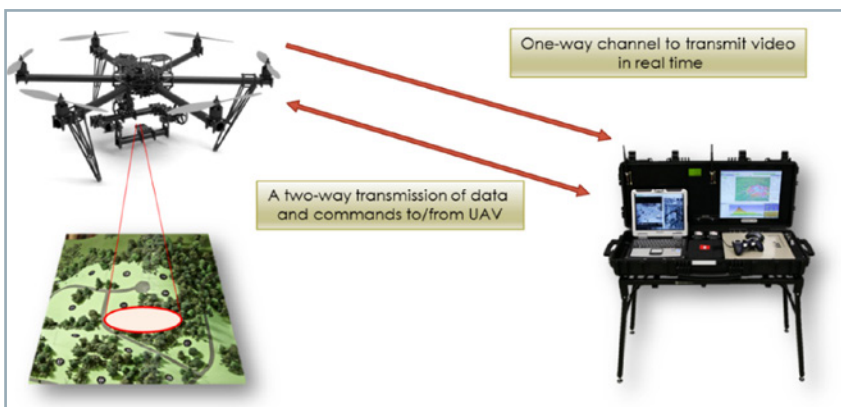 One-way channel to transmit video
in real time
A two-way transmission of data
and commands to/from UAV